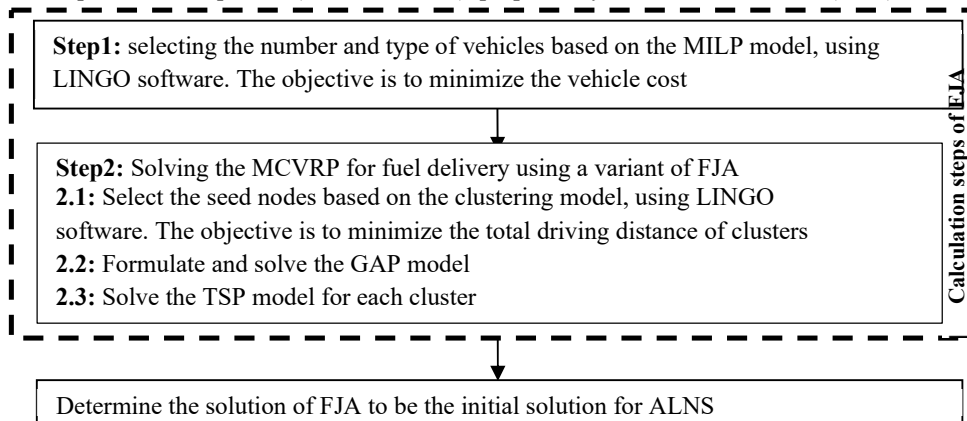 Step1: selecting the number and type of vehicles based on the MILP model, using
LINGO software. The objective is to minimize the vehicle cost
Step2: Solving the MCVRP for fuel delivery using a variant of FJA
2.1: Select the seed nodes based on the clustering model, using LINGO
software. The objective is to minimize the total driving distance of clusters
2.2: Formulate and solve the GAP model
2.3: Solve the TSP model for each cluster
Calculation steps of FJA
Determine the solution of FJA to be the initial solution for ALNS